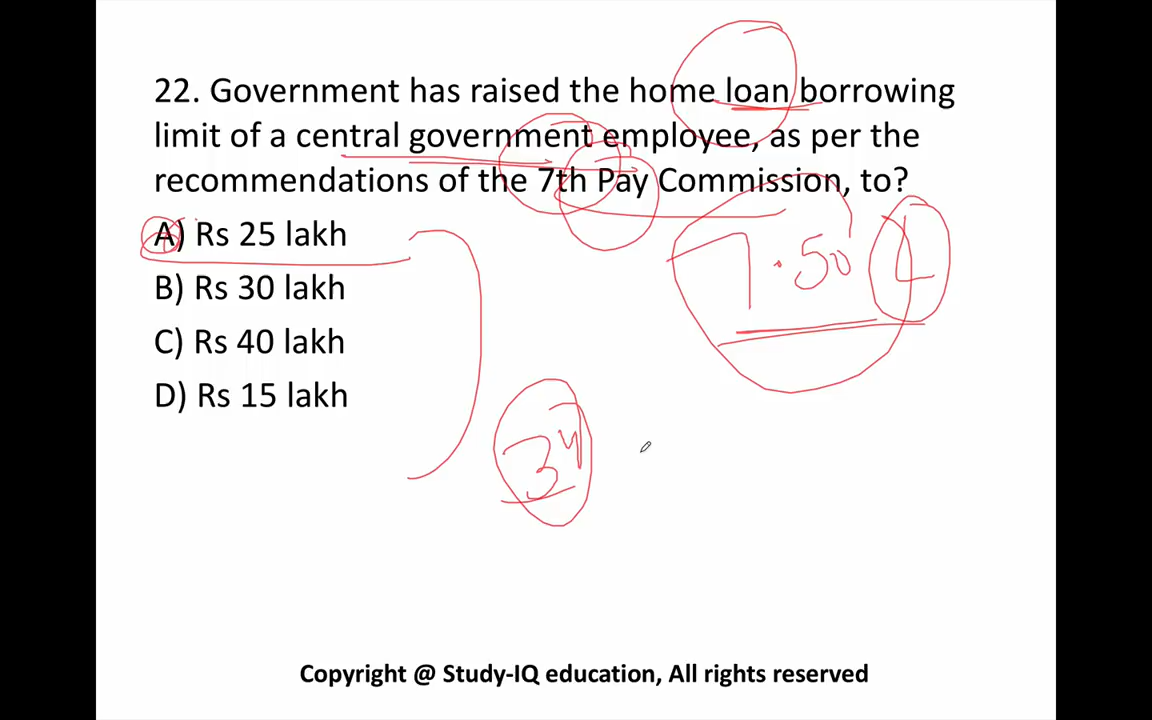 22. Government has raised the home loan borrowing
limit of a central government employee, as per the
recommendations of the 7th Pay Commission, to?
A) Rs 25 lakh
B) Rs 30 lakh
C) Rs 40 lakh
D) Rs 15 lakh
7.50 L
34
Copyright @ Study-IQ education, All rights reserved